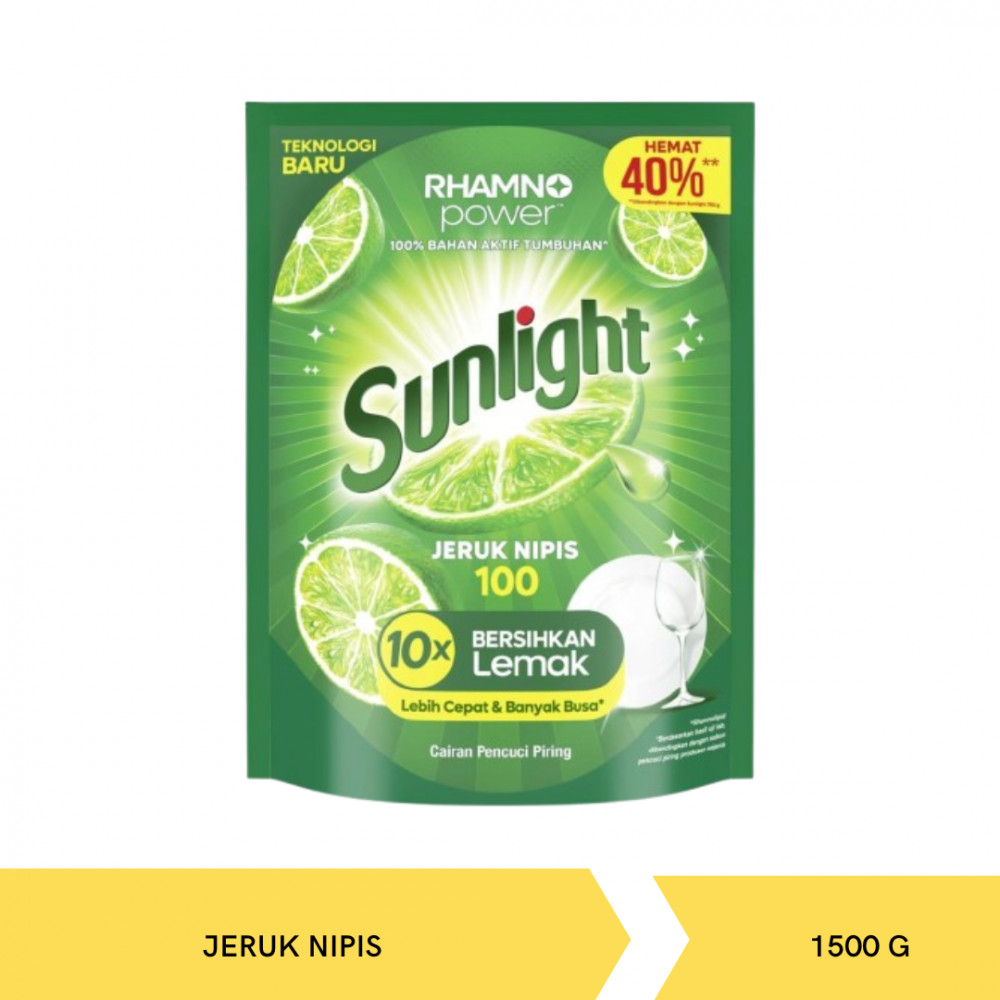 TEKNOLOGI
BARU
HEMAT
40%**
RHAMNO
power™
100% BAHAN AKTIF TUMBUHAN*
Sunlight
JERUK NIPIS
100
10x
BERSIHKAN
Lemak
Lebih Cepat & Banyak Busa*
Cairan Pencuci Piring
JERUK NIPIS
1500 G